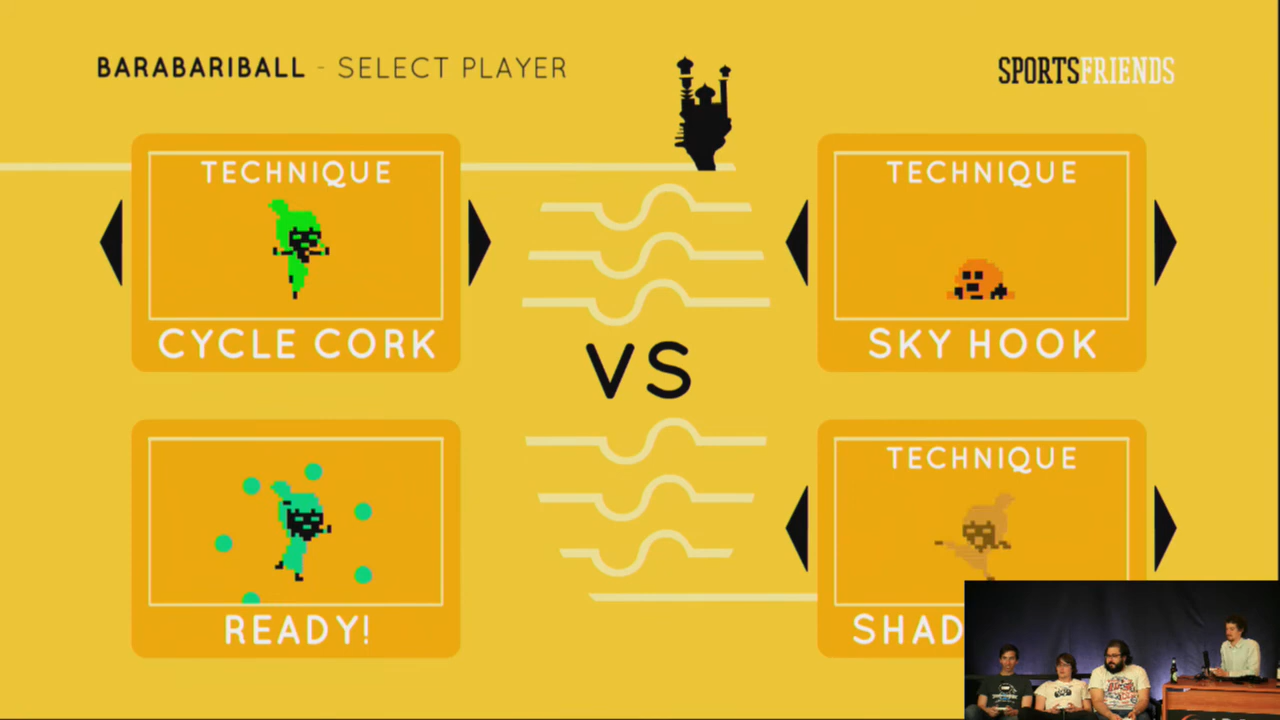 BARABARIBALL - SELECT PLAYER
SPORTSFRIENDS
TECHNIQUE
CYCLE CORK
TECHNIQUE
SKY HOOK
VS
READY!
TECHNIQUE
SHAD